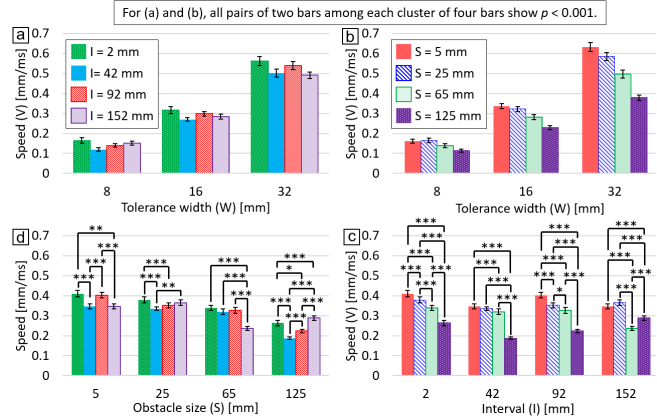 For (a) and (b), all pairs of two bars among each cluster of four bars show p < 0.001.
a
Speed (V) [mm/ms]
0.7
0.6
0.5
0.4
0.3
0.2
0.1
0
I = 2 mm
I= 42 mm
I = 92 mm
I = 152 mm
8 16 32
Tolerance width (W) [mm]
b
Speed (V) [mm/ms]
0.7
0.6
0.5
0.4
0.3
0.2
0.1
0
S = 5 mm
S = 25 mm
S = 65 mm
S = 125 mm
8 16 32
Tolerance width (W) [mm]
d
Speed (V) [mm/ms]
0.7
0.6
0.5
0.4
0.3
0.2
0.1
0
**
***
***
***
***
***
**
***
***
***
***
*
***
***
***
5 25 65 125
Obstacle size (S) [mm]
c
Speed (V) [mm/ms]
0.7
0.6
0.5
0.4
0.3
0.2
0.1
0
***
***
***
***
***
***
***
***
***
***
***
***
***
***
*
***
***
***
***
***
2 42 92 152
Interval (I) [mm]